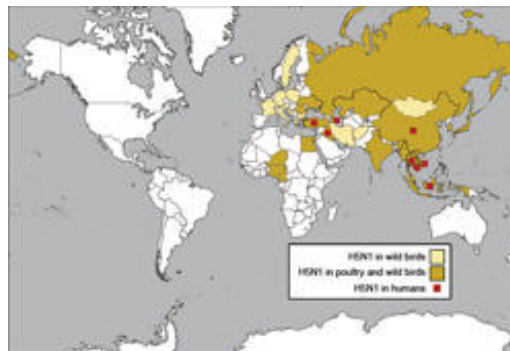 H5N1 in wild birds
H5N1 in poultry and wild birds
H5N1 in humans